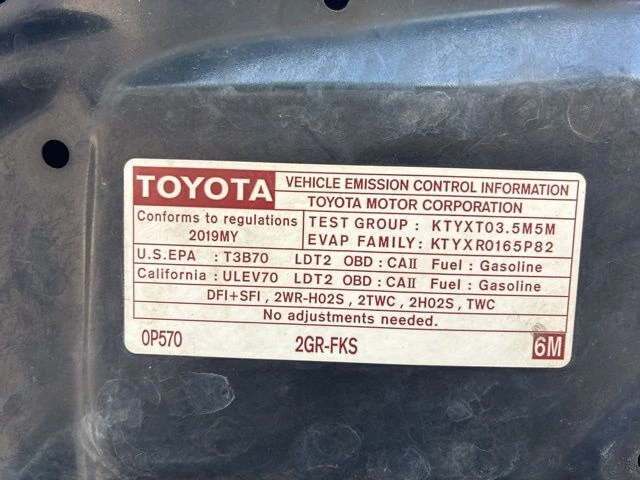 TOYOTA
VEHICLE EMISSION CONTROL INFORMATION
TOYOTA MOTOR CORPORATION
Conforms to regulations
2019MY
TEST GROUP : KTYXT03.5M5M
EVAP FAMILY: KTYXR0165P82
U.S.EPA : T3B70 LDT2 OBD : CAII Fuel : Gasoline
California : ULEV70 LDT2 OBD : CAII Fuel : Gasoline
DFI+SFI , 2WR-HO2S , 2TWC , 2HO2S , TWC
No adjustments needed.
0P570 2GR-FKS 6M